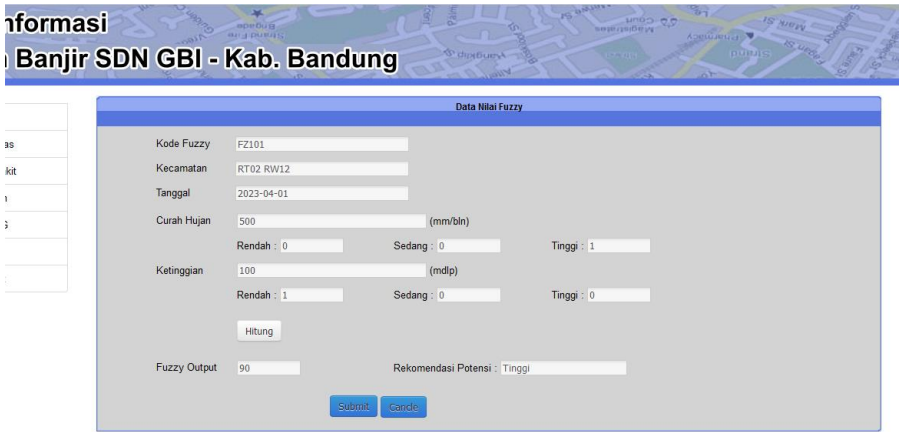 nformasi
Banjir SDN GBI - Kab. Bandung
Data Nilai Fuzzy
as
kit
Kode Fuzzy FZ101
Kecamatan RT02 RW12
Tanggal 2023-04-01
Curah Hujan 500 (mm/bln)
Rendah : 0 Sedang : 0 Tinggi : 1
Ketinggian 100 (mdlp)
Rendah : 1 Sedang : 0 Tinggi : 0
Hitung
Fuzzy Output 90 Rekomendasi Potensi : Tinggi
Submit Cancle